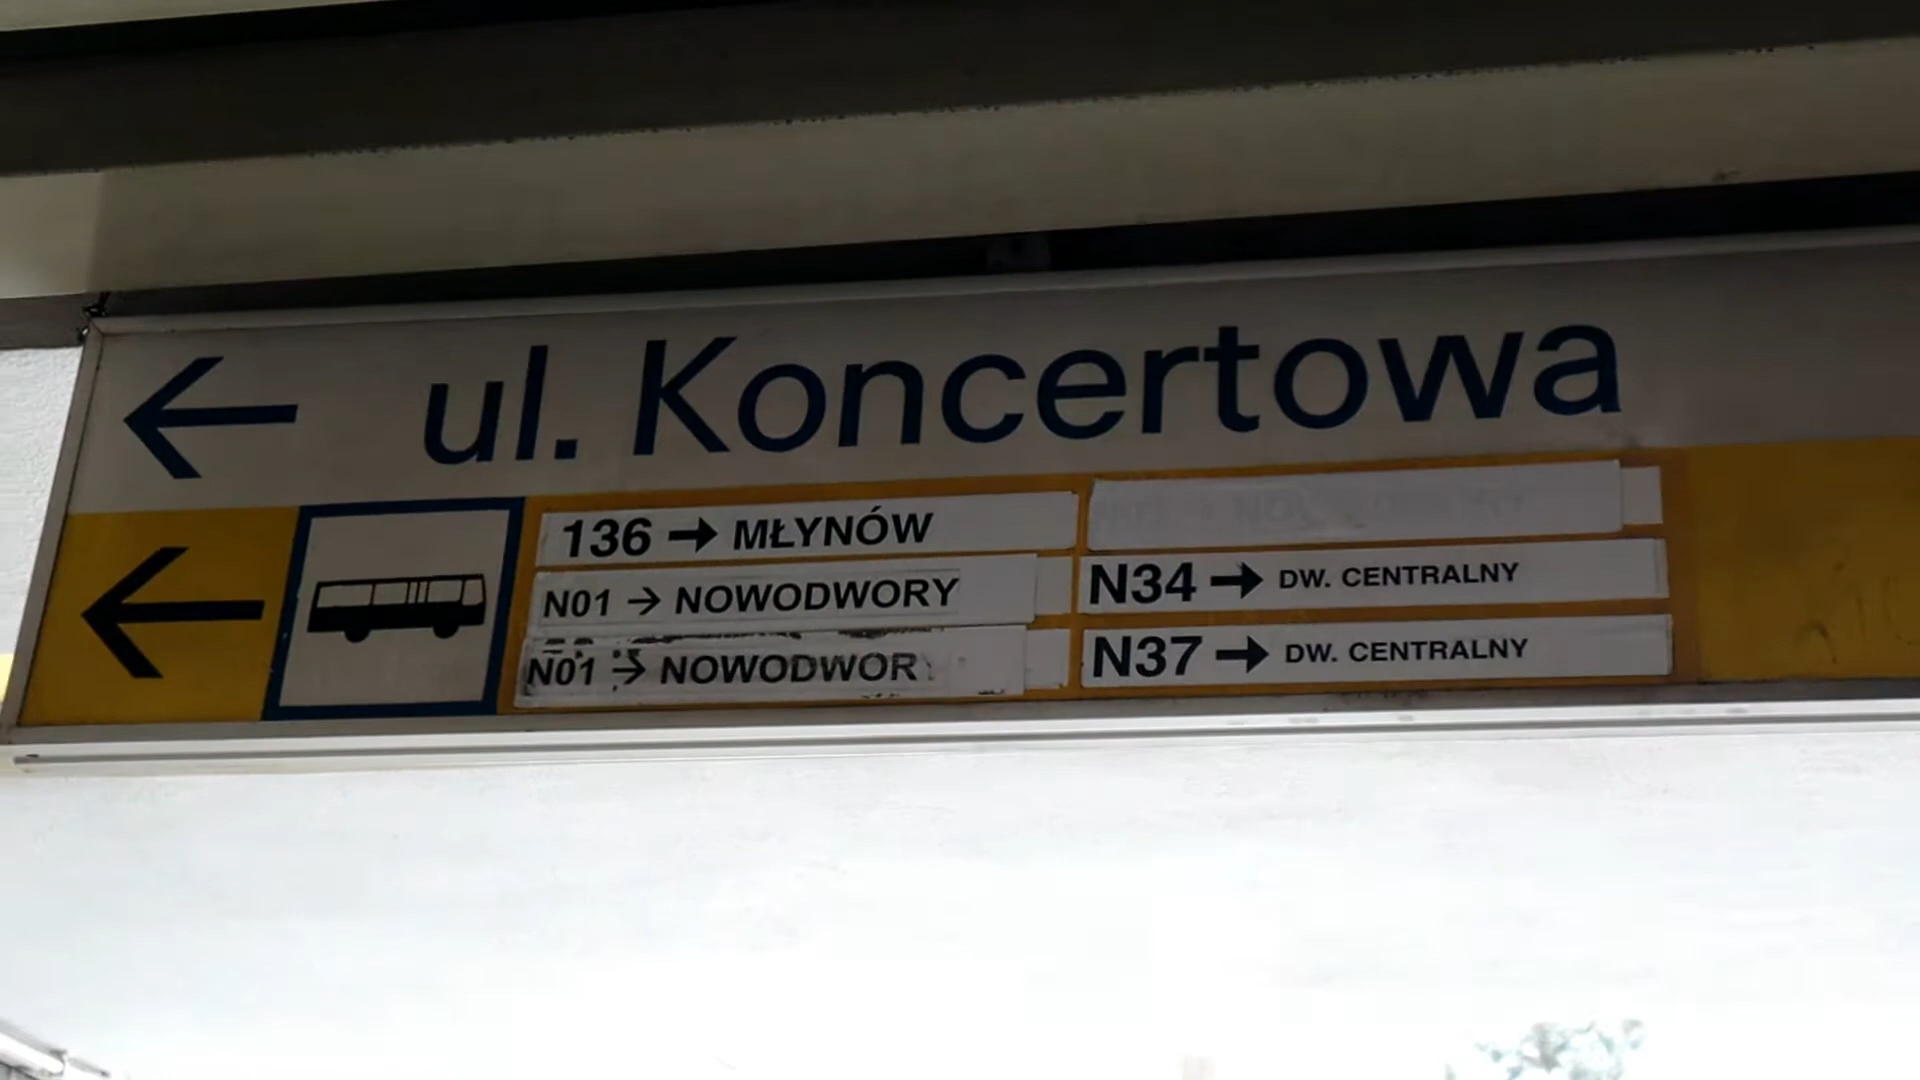 ← ul. Koncertowa
136 → MŁYNÓW
N01 → NOWODWORY
N01 → NOWODWOR
N34 → DW. CENTRALNY
N37 → DW. CENTRALNY